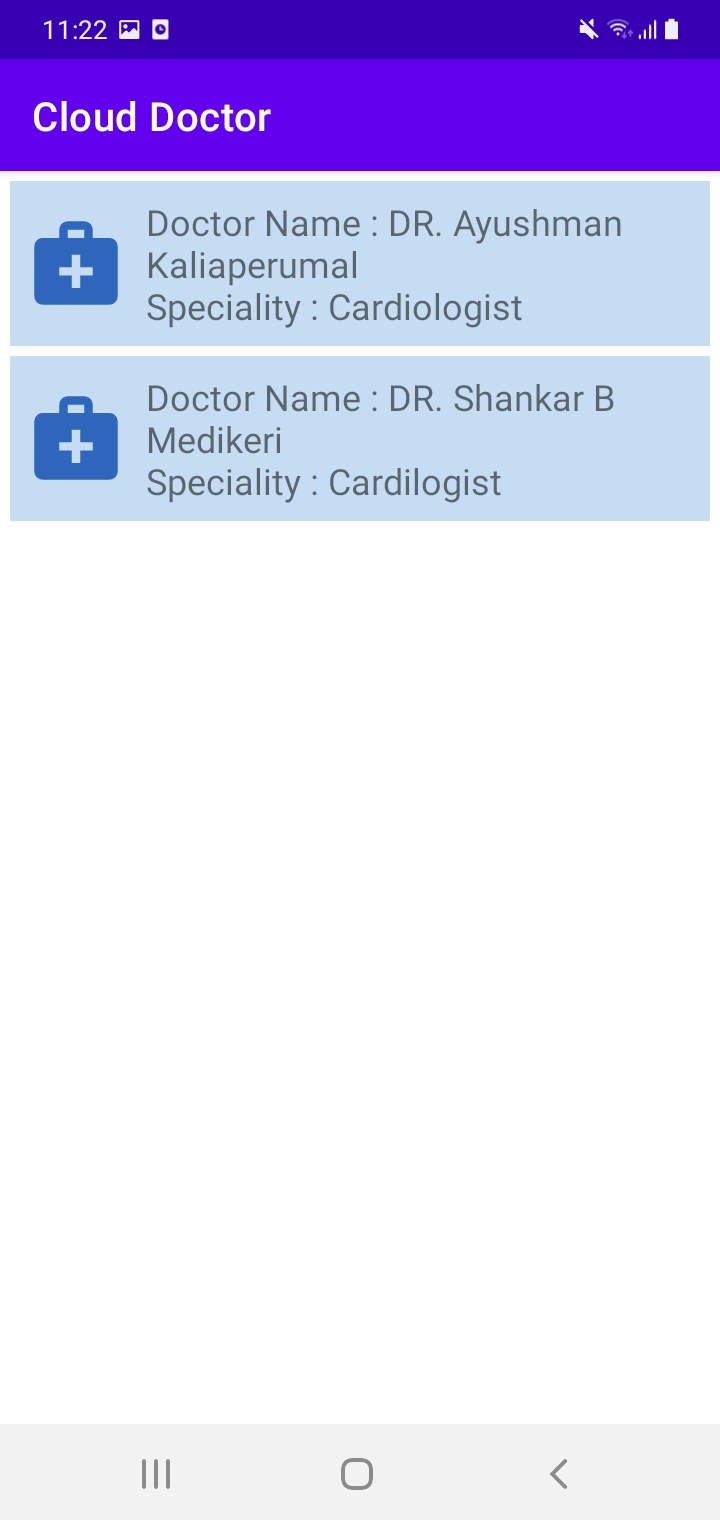 11:22
Cloud Doctor
Doctor Name : DR. Ayushman
Kaliaperumal
Speciality : Cardiologist
Doctor Name : DR. Shankar B
Medikeri
Speciality : Cardilogist